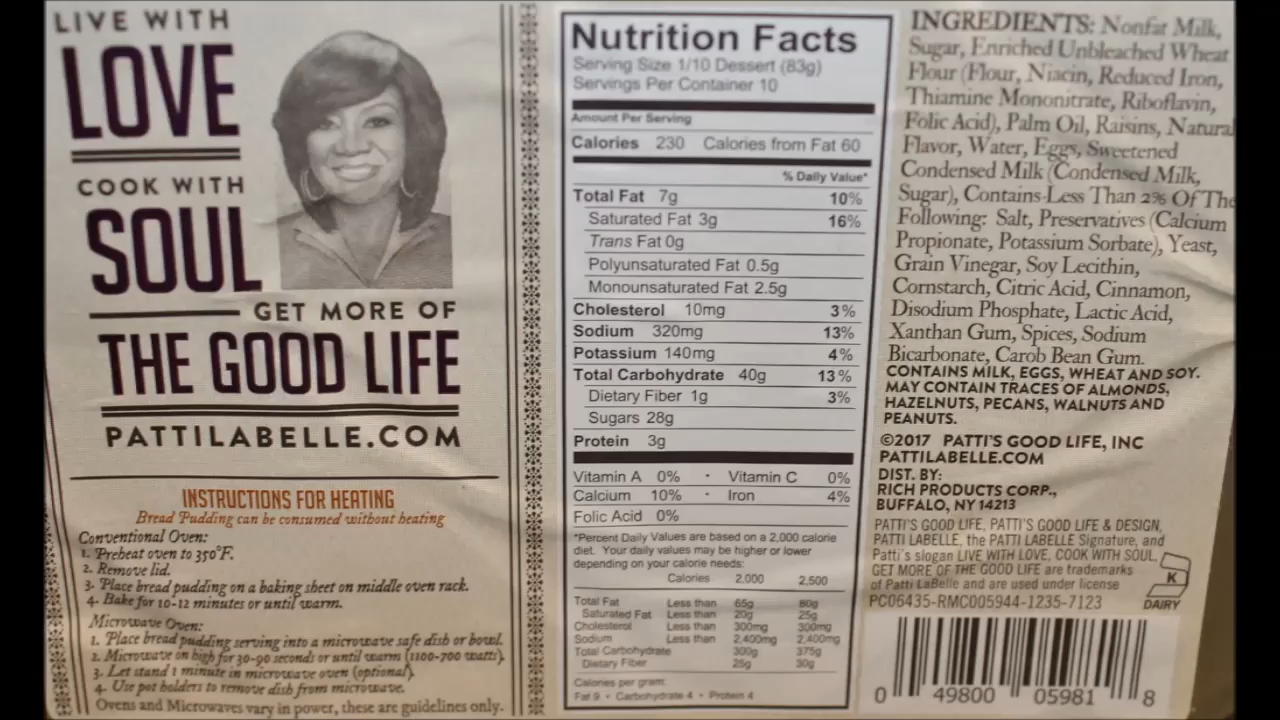 LIVE WITH
LOVE
COOK WITH
SOUL
GET MORE OF
THE GOOD LIFE
PATTILABELLE.COM
INSTRUCTIONS FOR HEATING
Bread Pudding can be consumed without heating
Conventional Oven:
1. Preheat oven to 350°F.
2. Remove lid.
3. Place bread pudding on a baking sheet on middle oven rack.
4. Bake for 10-12 minutes or until warm.
Microwave Oven:
1. Place bread pudding serving into a microwave safe dish or bowl.
2. Microwave on high for 30-90 seconds or until warm (1100-700 watts).
3. Let stand 1 minute in microwave oven (optional).
4. Use pot holders to remove dish from microwave.
Ovens and Microwaves vary in power, these are guidelines only.
Nutrition Facts
Serving Size 1/10 Dessert (83g)
Servings Per Container 10
Amount Per Serving
Calories 230 Calories from Fat 60
% Daily Value*
Total Fat 7g 10%
Saturated Fat 3g 16%
Trans Fat 0g
Polyunsaturated Fat 0.5g
Monounsaturated Fat 2.5g
Cholesterol 10mg 3%
Sodium 320mg 13%
Potassium 140mg 4%
Total Carbohydrate 40g 13%
Dietary Fiber 1g 3%
Sugars 28g
Protein 3g
Vitamin A 0% · Vitamin C 0%
Calcium 10% · Iron 4%
Folic Acid 0%
*Percent Daily Values are based on a 2,000 calorie
diet. Your daily values may be higher or lower
depending on your calorie needs:
Calories 2,000 2,500
Total Fat Less than 65g 80g
Saturated Fat Less than 20g 25g
Cholesterol Less than 300mg 300mg
Sodium Less than 2,400mg 2,400mg
Total Carbohydrate 300g 375g
Dietary Fiber 25g 30g
Calories per gram:
Fat 9 • Carbohydrate 4 • Protein 4
INGREDIENTS: Nonfat Milk,
Sugar, Enriched Unbleached Wheat
Flour (Flour, Niacin, Reduced Iron,
Thiamine Mononitrate, Riboflavin,
Folic Acid), Palm Oil, Raisins, Natural
Flavor, Water, Eggs, Sweetened
Condensed Milk (Condensed Milk,
Sugar), Contains Less Than 2% Of The
Following: Salt, Preservatives (Calcium
Propionate, Potassium Sorbate), Yeast,
Grain Vinegar, Soy Lecithin,
Cornstarch, Citric Acid, Cinnamon,
Disodium Phosphate, Lactic Acid,
Xanthan Gum, Spices, Sodium
Bicarbonate, Carob Bean Gum.
CONTAINS MILK, EGGS, WHEAT AND SOY.
MAY CONTAIN TRACES OF ALMONDS,
HAZELNUTS, PECANS, WALNUTS AND
PEANUTS.
©2017 PATTI'S GOOD LIFE, INC
PATTILABELLE.COM
DIST. BY:
RICH PRODUCTS CORP.,
BUFFALO, NY 14213
PATTI'S GOOD LIFE, PATTI'S GOOD LIFE & DESIGN,
PATTI LABELLE, the PATTI LABELLE Signature, and
Patti's slogan LIVE WITH LOVE, COOK WITH SOUL,
GET MORE OF THE GOOD LIFE are trademarks
of Patti LaBelle and are used under license
PC06435-RMC005944-1235-7123
K
DAIRY
0 49800 05981 8